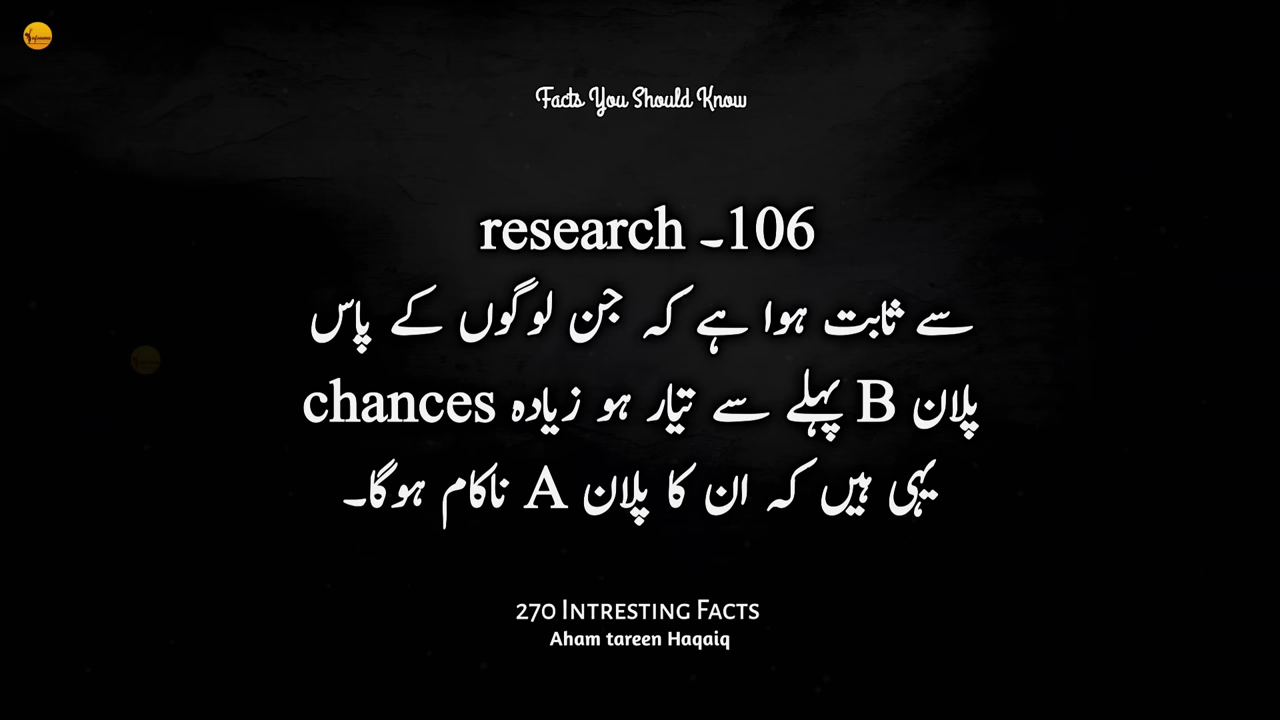 Facts You Should Know
106۔ research
سے ثابت ہوا ہے کہ جن لوگوں کے پاس
پلان B پہلے سے تیار ہو زیادہ chances
یہی ہیں کہ ان کا پلان A ناکام ہوگا۔
270 Intresting Facts
Aham tareen Haqaiq